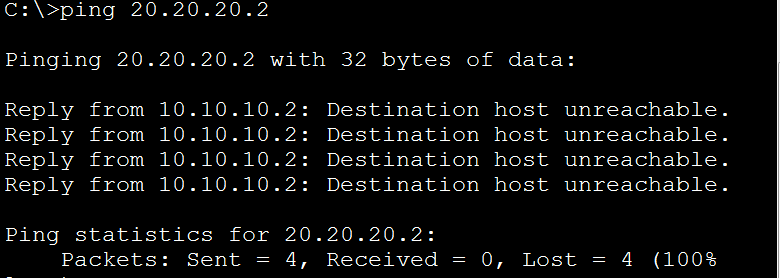 C:\>ping 20.20.20.2
Pinging 20.20.20.2 with 32 bytes of data:
Reply from 10.10.10.2: Destination host unreachable.
Reply from 10.10.10.2: Destination host unreachable.
Reply from 10.10.10.2: Destination host unreachable.
Reply from 10.10.10.2: Destination host unreachable.
Ping statistics for 20.20.20.2:
Packets: Sent = 4, Received = 0, Lost = 4 (100%